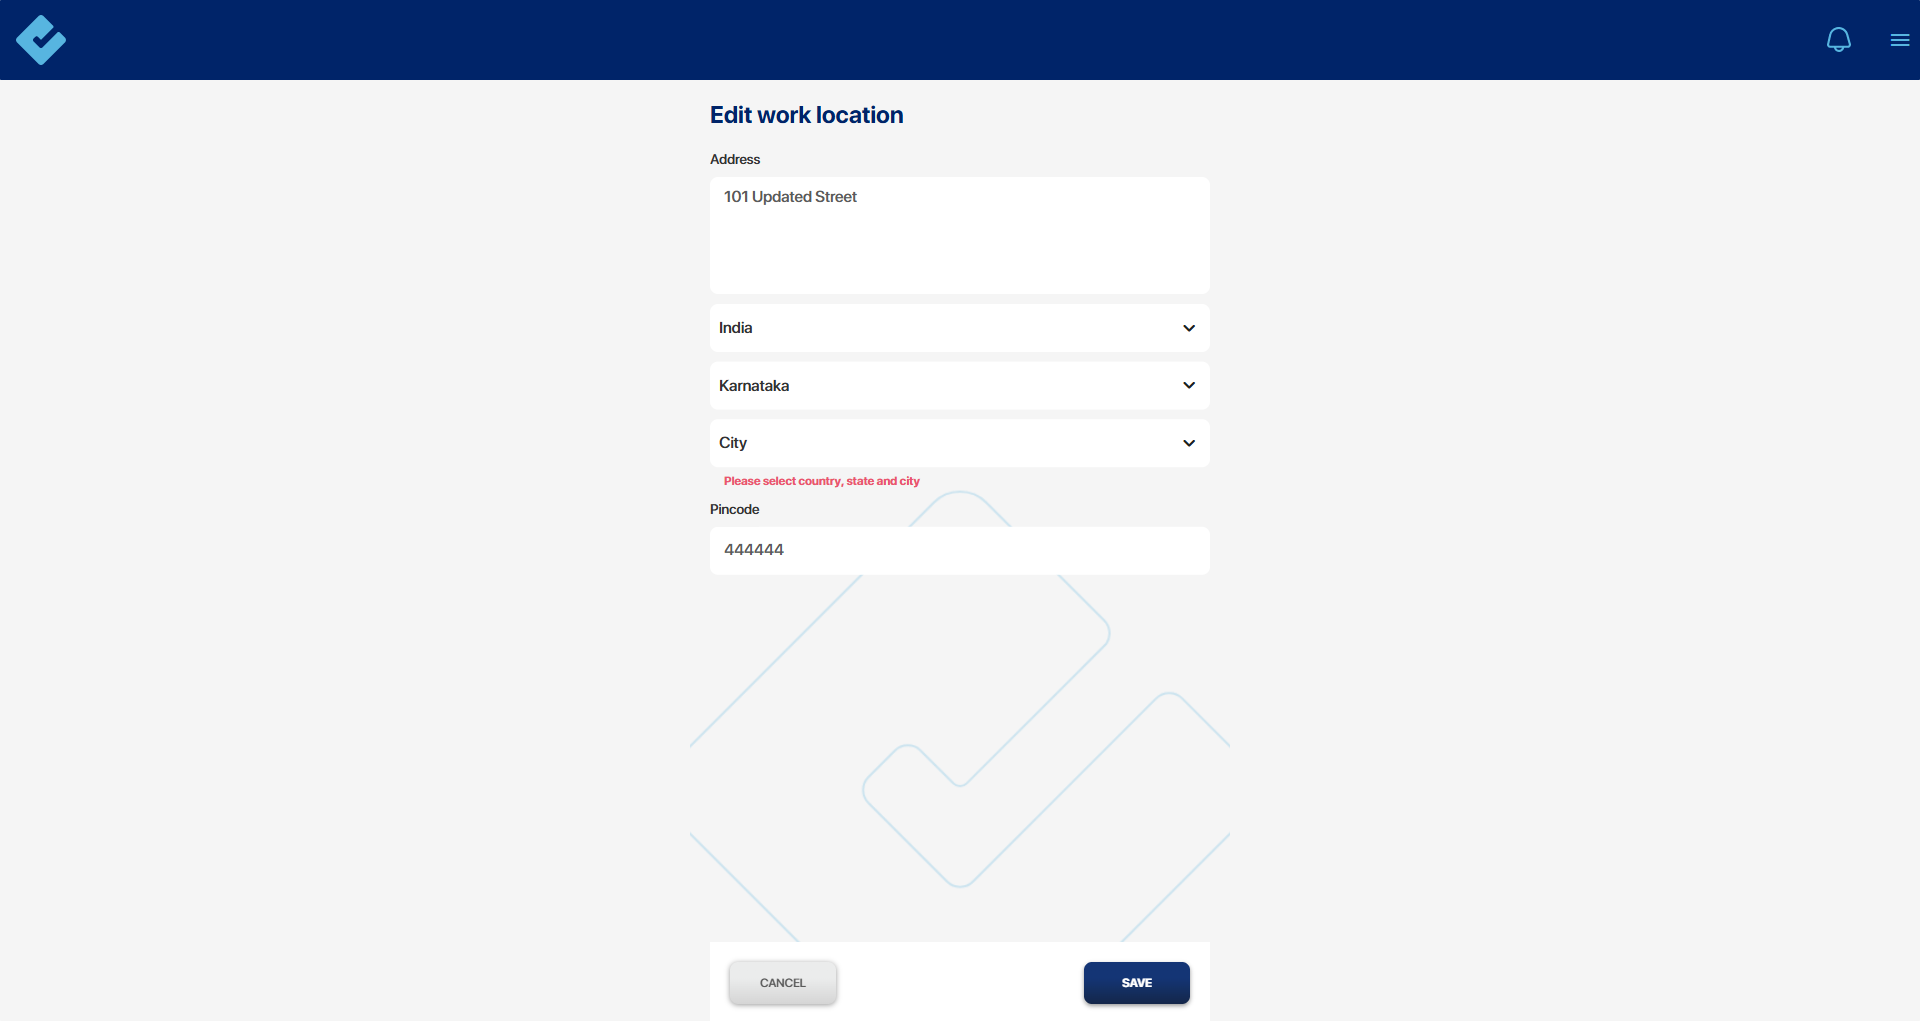 Edit work location
Address
101 Updated Street
India
Karnataka
City
Please select country, state and city
Pincode
444444
CANCEL
SAVE